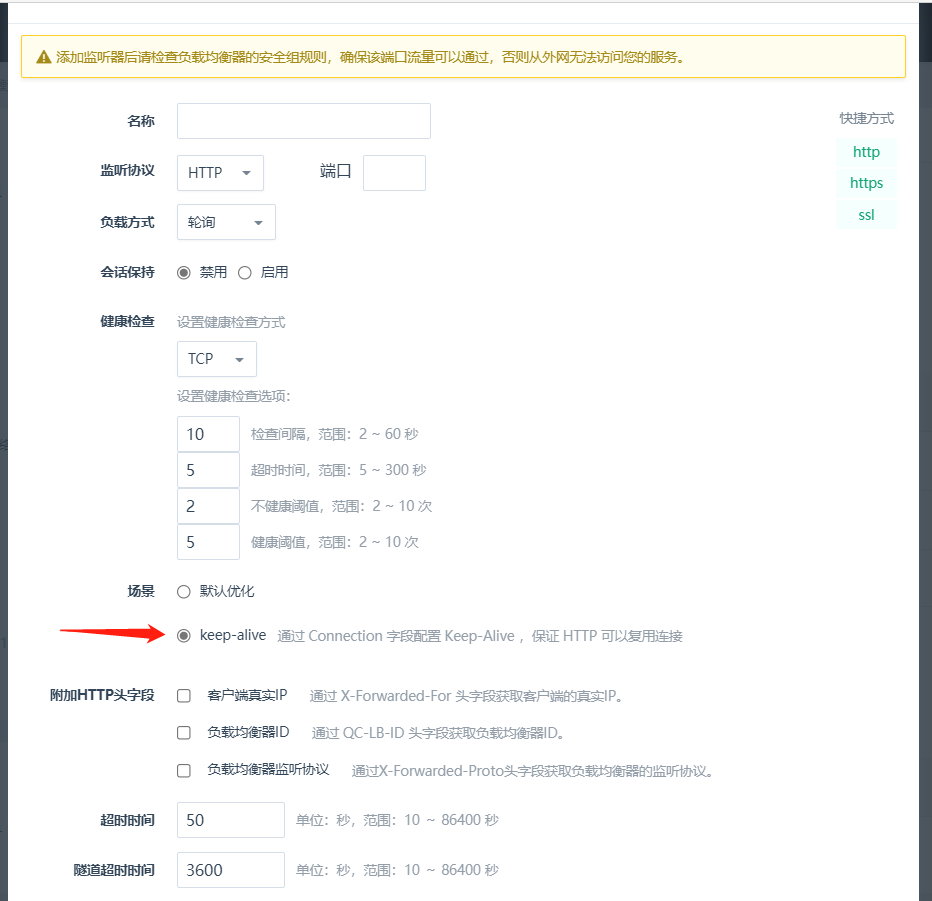 添加监听器后请检查负载均衡器的安全组规则，确保该端口流量可以通过，否则从外网无法访问您的服务。
名称
快捷方式
http
https
ssl
监听协议 HTTP 端口
负载方式 轮询
会话保持 禁用 启用
健康检查 设置健康检查方式
TCP
设置健康检查选项：
10 检查间隔，范围：2 ~ 60 秒
5 超时时间，范围：5 ~ 300 秒
2 不健康阈值，范围：2 ~ 10 次
5 健康阈值，范围：2 ~ 10 次
场景 默认优化
keep-alive 通过 Connection 字段配置 Keep-Alive ，保证 HTTP 可以复用连接
附加HTTP头字段 客户端真实IP 通过 X-Forwarded-For 头字段获取客户端的真实IP。
负载均衡器ID 通过 QC-LB-ID 头字段获取负载均衡器ID。
负载均衡器监听协议 通过X-Forwarded-Proto头字段获取负载均衡器的监听协议。
超时时间 50 单位：秒，范围：10 ~ 86400 秒
隧道超时时间 3600 单位：秒，范围：10 ~ 86400 秒